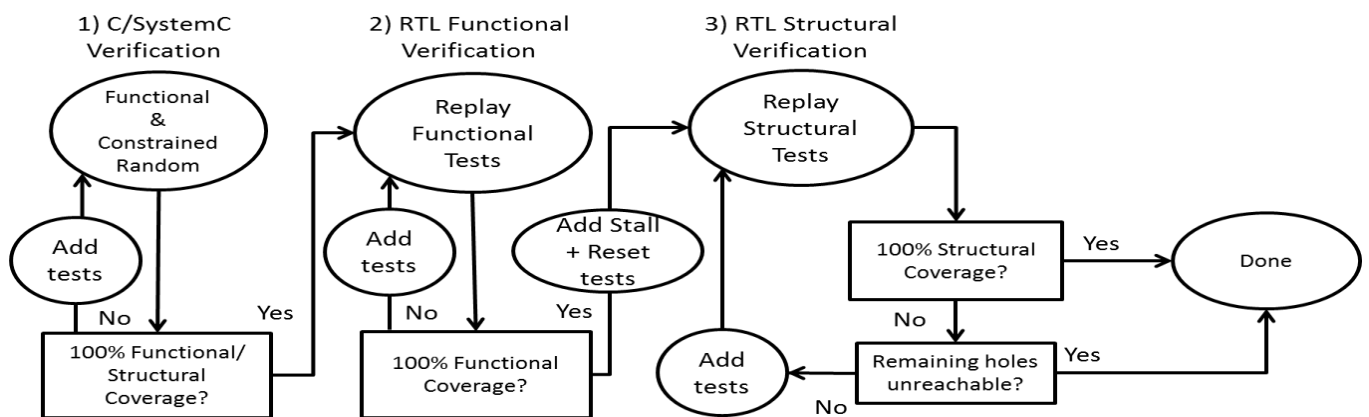 1) C/SystemC
Verification
Functional
&
Constrained
Random
Add
tests
No
100% Functional/
Structural
Coverage?
Yes
2) RTL Functional
Verification
Replay
Functional
Tests
Add
tests
No
100% Functional
Coverage?
Yes
Add Stall
+ Reset
tests
3) RTL Structural
Verification
Replay
Structural
Tests
100% Structural
Coverage?
Yes
Done
No
Remaining holes
unreachable?
Yes
No
Add
tests